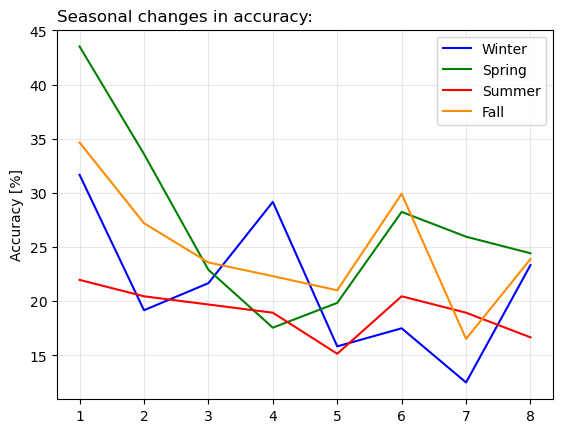 Seasonal changes in accuracy:
45
40
35
30
25
20
15
Accuracy [%]
Winter
Spring
Summer
Fall
1 2 3 4 5 6 7 8